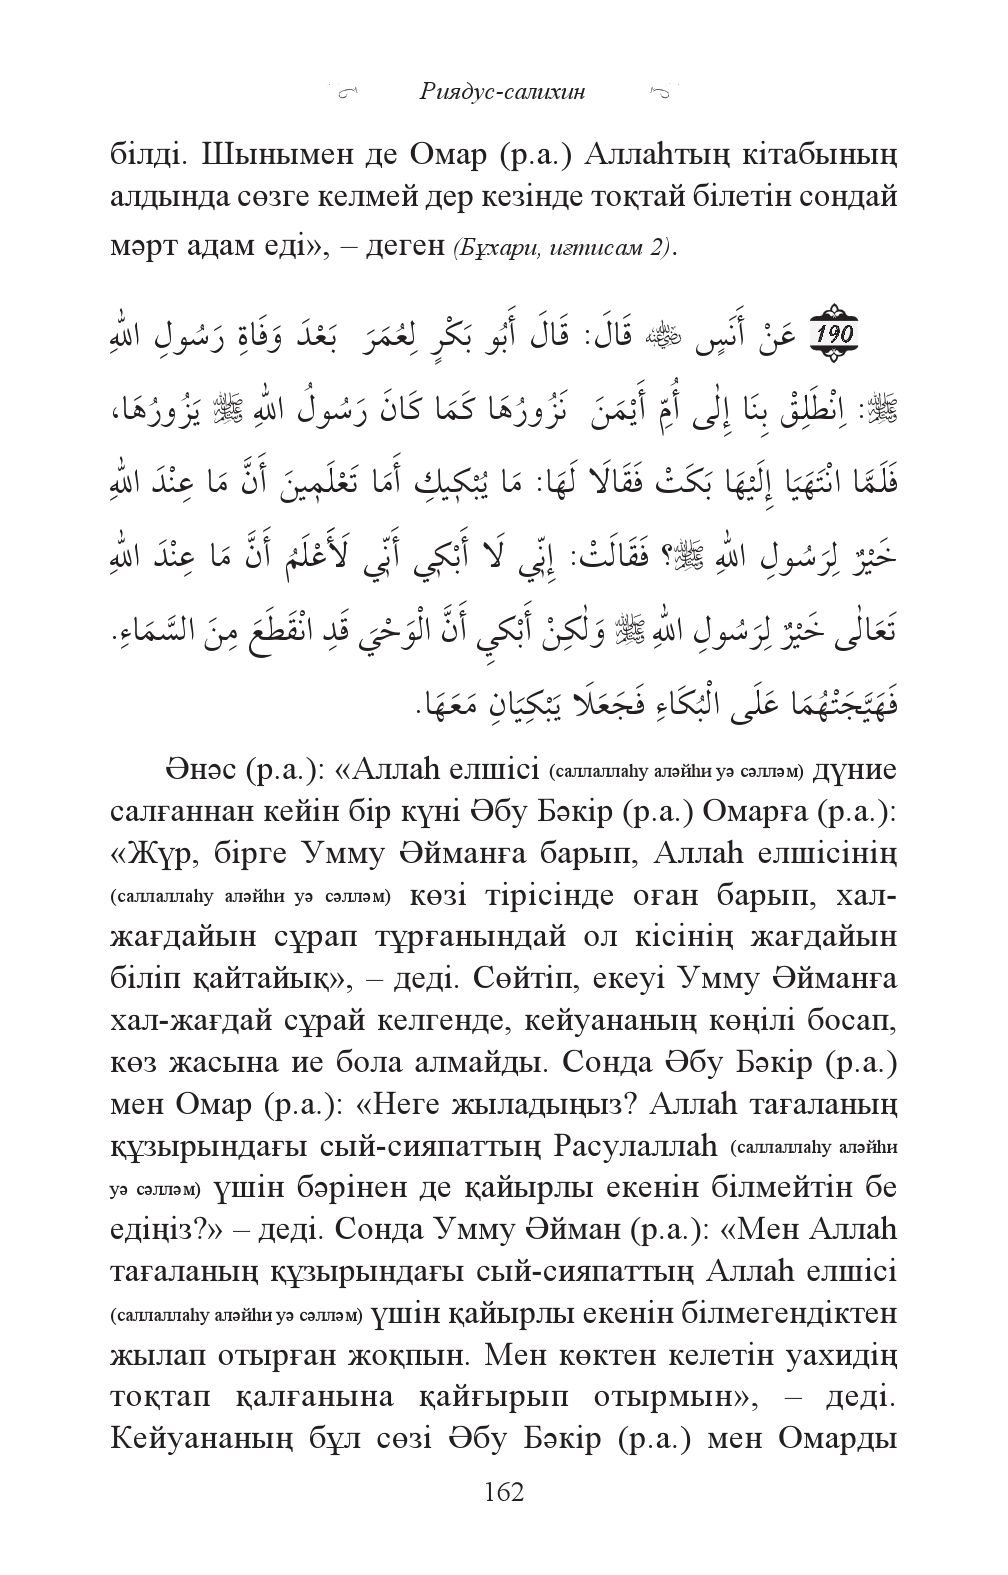 Риядус-салихин
білді. Шынымен де Омар (р.а.) Аллаһтың кітабының
алдында сөзге келмей дер кезінде тоқтай білетін сондай
мәрт адам еді», – деген (Бұхари, иғтисам 2).
190 عَنْ أَنَسٍ رضي الله عنه قَالَ: قَالَ أَبُو بَكْرٍ لِعُمَرَ بَعْدَ وَفَاةِ رَسُولِ اللهِ
ﷺ: اِنْطَلِقْ بِنَا إِلٰى أُمِّ أَيْمَنَ نَزُورُهَا كَمَا كَانَ رَسُولُ اللهِ ﷺ يَزُورُهَا،
فَلَمَّا انْتَهَيَا إِلَيْهَا بَكَتْ فَقَالَا لَهَا: مَا يُبْكِيكِ أَمَا تَعْلَمِينَ أَنَّ مَا عِنْدَ اللهِ
خَيْرٌ لِرَسُولِ اللهِ ﷺ؟ فَقَالَتْ: إِنِّي لَا أَبْكِي أَنِّي لَأَعْلَمُ أَنَّ مَا عِنْدَ اللهِ
تَعَالٰى خَيْرٌ لِرَسُولِ اللهِ ﷺ وَلٰكِنْ أَبْكِي أَنَّ الْوَحْيَ قَدِ انْقَطَعَ مِنَ السَّمَاءِ.
فَهَيَّجَتْهُمَا عَلَى الْبُكَاءِ فَجَعَلَا يَبْكِيَانِ مَعَهَا.
Әнәс (р.а.): «Аллаһ елшісі (саллаллаһу аләйһи уә сәлләм) дүние
салғаннан кейін бір күні Әбу Бәкір (р.а.) Омарға (р.а.):
«Жүр, бірге Умму Әйманға барып, Аллаһ елшісінің
(саллаллаһу аләйһи уә сәлләм) көзі тірісінде оған барып, хал-
жағдайын сұрап тұрғанындай ол кісінің жағдайын
біліп қайтайық», – деді. Сөйтіп, екеуі Умму Әйманға
хал-жағдай сұрай келгенде, кейуананың көңілі босап,
көз жасына ие бола алмайды. Сонда Әбу Бәкір (р.а.)
мен Омар (р.а.): «Неге жыладыңыз? Аллаһ тағаланың
құзырындағы сый-сияпаттың Расулаллаһ (саллаллаһу аләйһи
уә сәлләм) үшін бәрінен де қайырлы екенін білмейтін бе
едіңіз?» – деді. Сонда Умму Әйман (р.а.): «Мен Аллаһ
тағаланың құзырындағы сый-сияпаттың Аллаһ елшісі
(саллаллаһу аләйһи уә сәлләм) үшін қайырлы екенін білмегендіктен
жылап отырған жоқпын. Мен көктен келетін уахидің
тоқтап қалғанына қайғырып отырмын», – деді.
Кейуананың бұл сөзі Әбу Бәкір (р.а.) мен Омарды
162